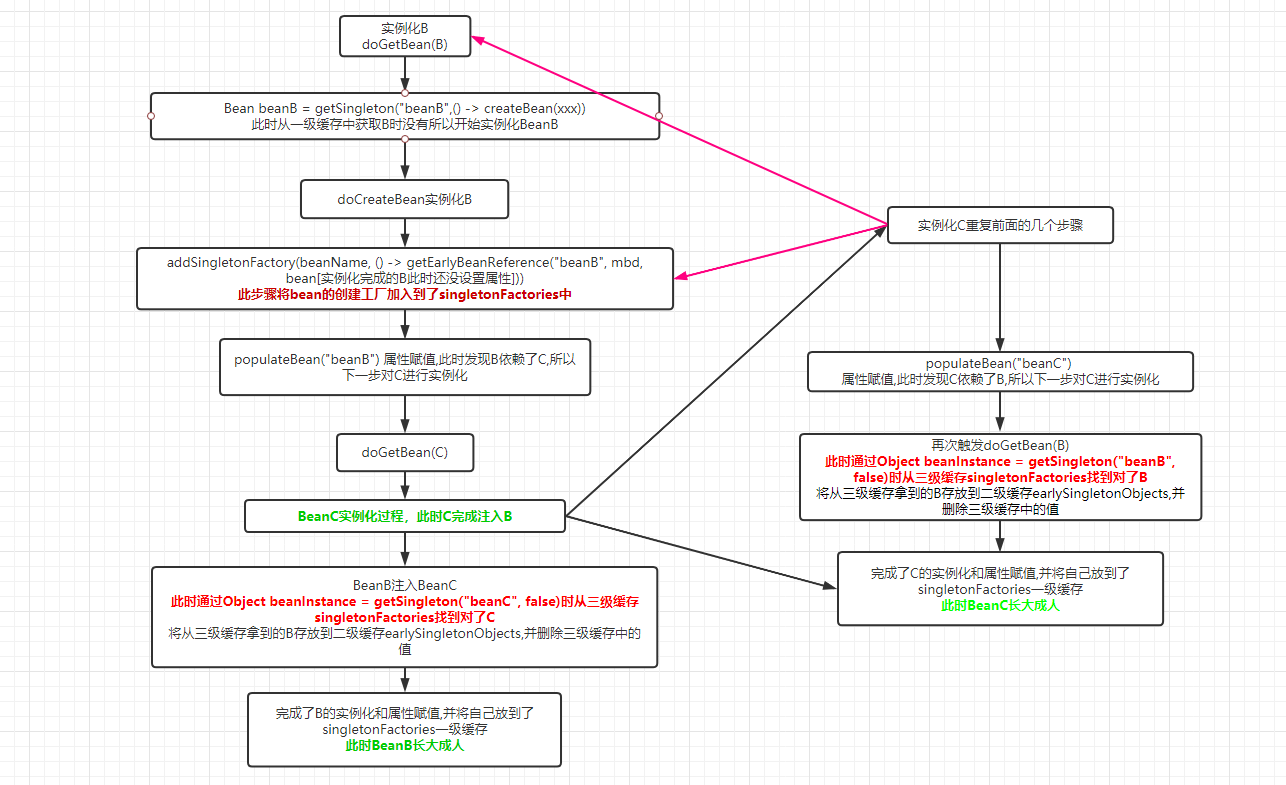 实例化B
doGetBean(B)
Bean beanB = getSingleton("beanB",() -> createBean(xxx))
此时从一级缓存中获取B时没有所以开始实例化BeanB
doCreateBean实例化B
addSingletonFactory(beanName, () -> getEarlyBeanReference("beanB", mbd,
bean[实例化完成的B此时还没设置属性]))
此步骤将bean的创建工厂加入到了singletonFactories中
populateBean("beanB") 属性赋值,此时发现B依赖了C,所以
下一步对C进行实例化
doGetBean(C)
BeanC实例化过程，此时C完成注入B
BeanB注入BeanC
此时通过Object beanInstance = getSingleton("beanC", false)时从三级缓存
singletonFactories找到对了C
将从三级缓存拿到的B存放到二级缓存earlySingletonObjects,并删除三级缓存中的
值
完成了B的实例化和属性赋值,并将自己放到了
singletonFactories一级缓存
此时BeanB长大成人
实例化C重复前面的几个步骤
populateBean("beanC")
属性赋值,此时发现C依赖了B,所以下一步对C进行实例化
再次触发doGetBean(B)
此时通过Object beanInstance = getSingleton("beanB",
false)时从三级缓存singletonFactories找到对了B
将从三级缓存拿到的B存放到二级缓存earlySingletonObjects,并
删除三级缓存中的值
完成了C的实例化和属性赋值,并将自己放到了
singletonFactories一级缓存
此时BeanC长大成人